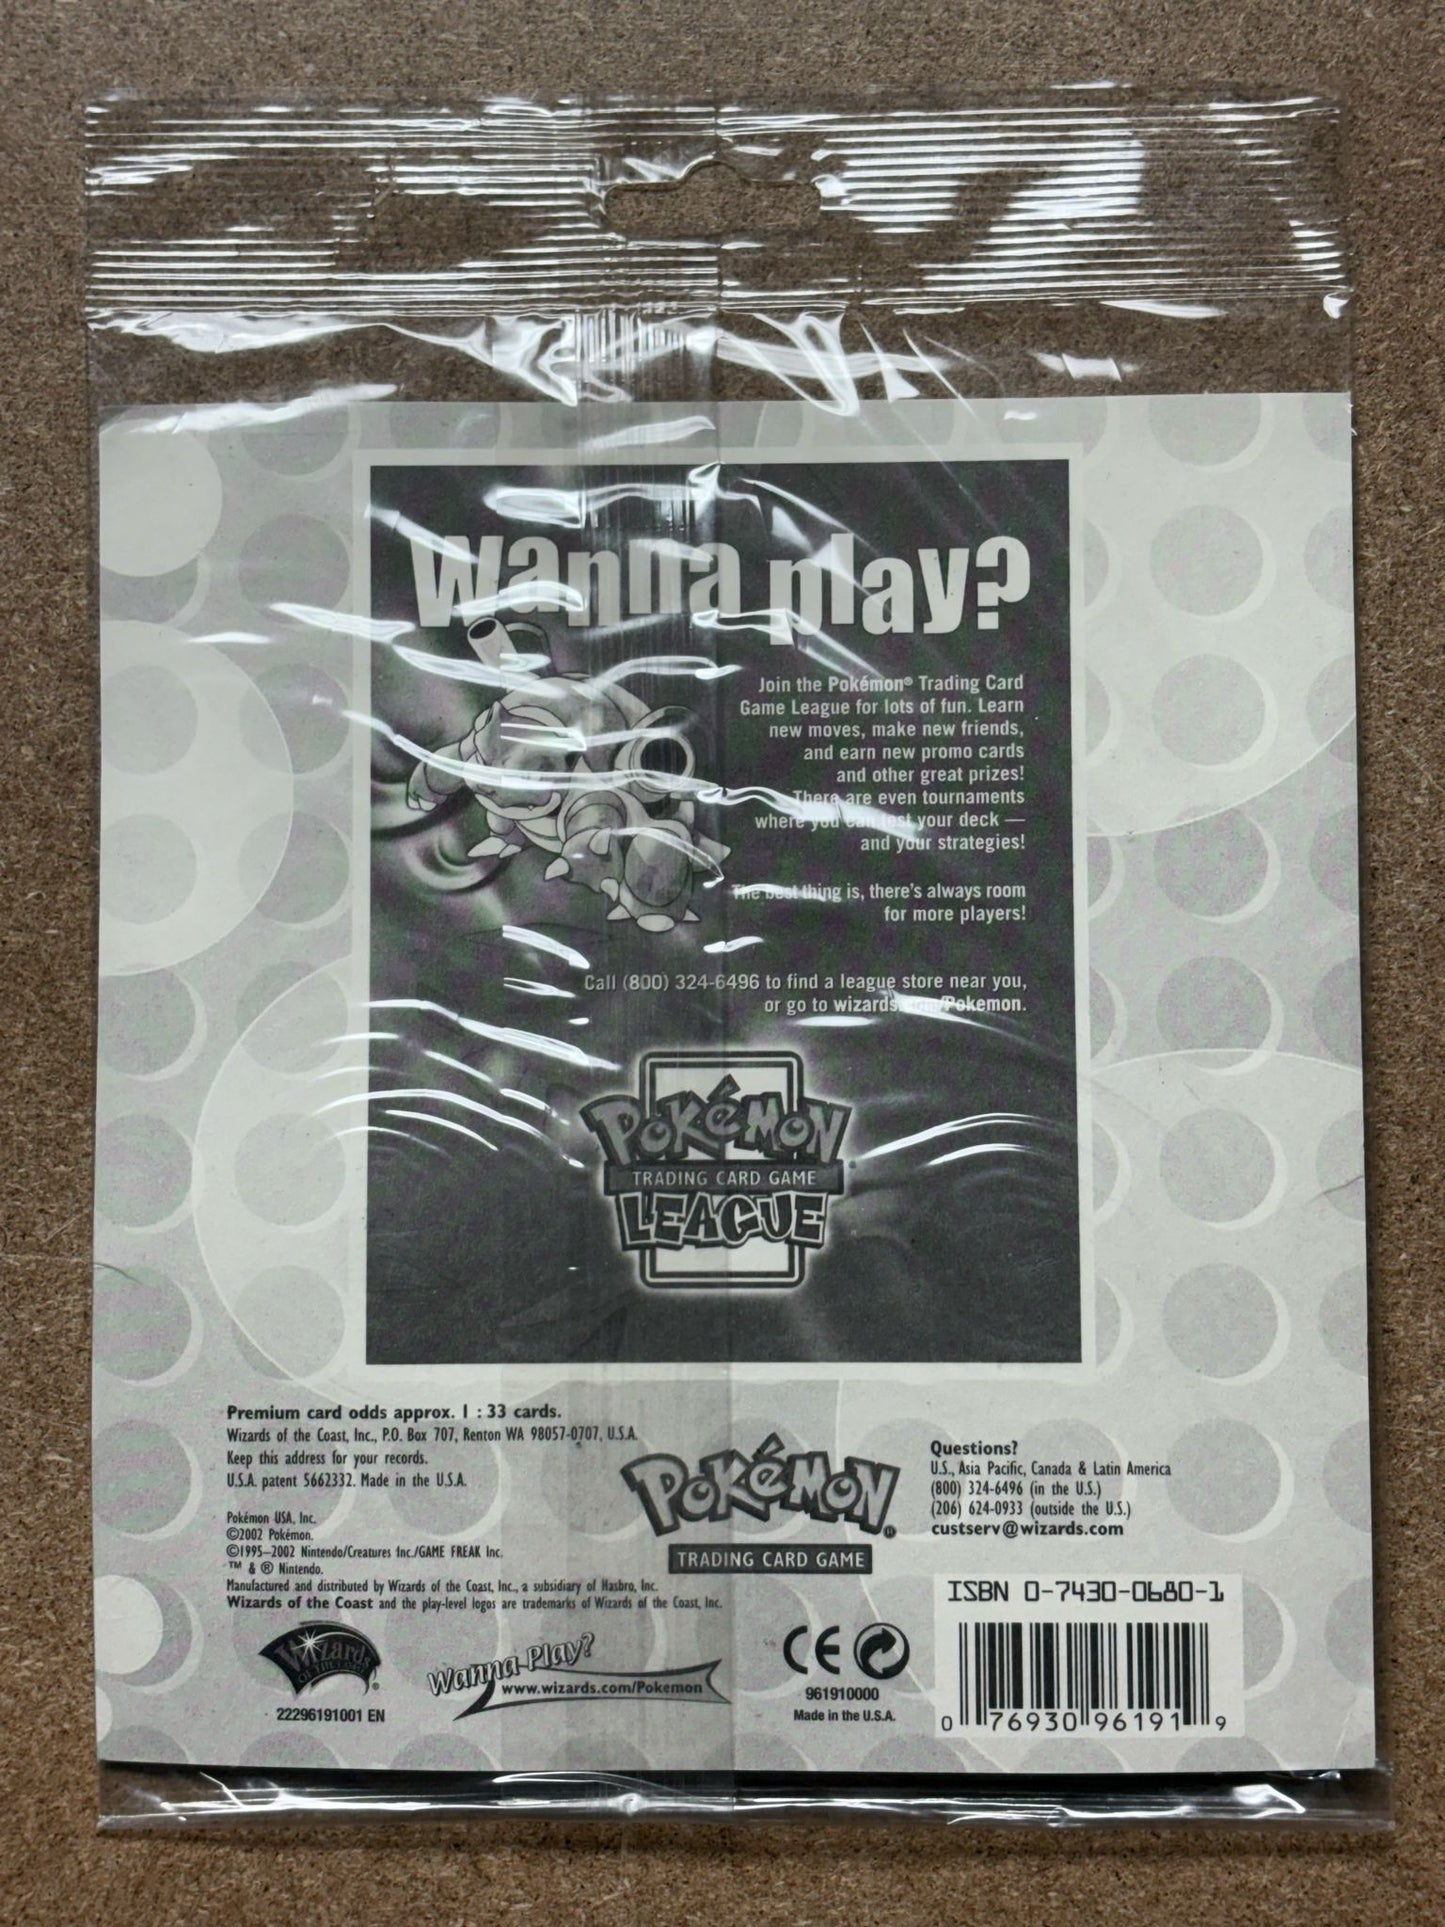 Wanna play?
Join the Pokémon® Trading Card
Game League for lots of fun. Learn
new moves, make new friends,
and earn new promo cards
and other great prizes!
There are even tournaments
where you can test your deck —
and your strategies!
The best thing is, there's always room
for more players!
Call (800) 324-6496 to find a league store near you,
or go to wizards.com/Pokemon.
POKéMON
TRADING CARD GAME
LEAGUE
Premium card odds approx. 1 : 33 cards.
Wizards of the Coast, Inc., P.O. Box 707, Renton WA 98057-0707, U.S.A.
Keep this address for your records.
U.S.A. patent 5662332. Made in the U.S.A.
Pokémon USA, Inc.
©2002 Pokémon.
©1995–2002 Nintendo/Creatures Inc./GAME FREAK Inc.
™ & ® Nintendo.
Manufactured and distributed by Wizards of the Coast, Inc., a subsidiary of Hasbro, Inc.
Wizards of the Coast and the play-level logos are trademarks of Wizards of the Coast, Inc.
Wizards
OF THE COAST ®
22296191001 EN
Wanna Play?
www.wizards.com/Pokemon
POKéMON®
TRADING CARD GAME
CE
961910000
Made in the U.S.A.
Questions?
U.S., Asia Pacific, Canada & Latin America
(800) 324-6496 (in the U.S.)
(206) 624-0933 (outside the U.S.)
custserv@wizards.com
ISBN 0-7430-0680-1
0 76930 96191 9